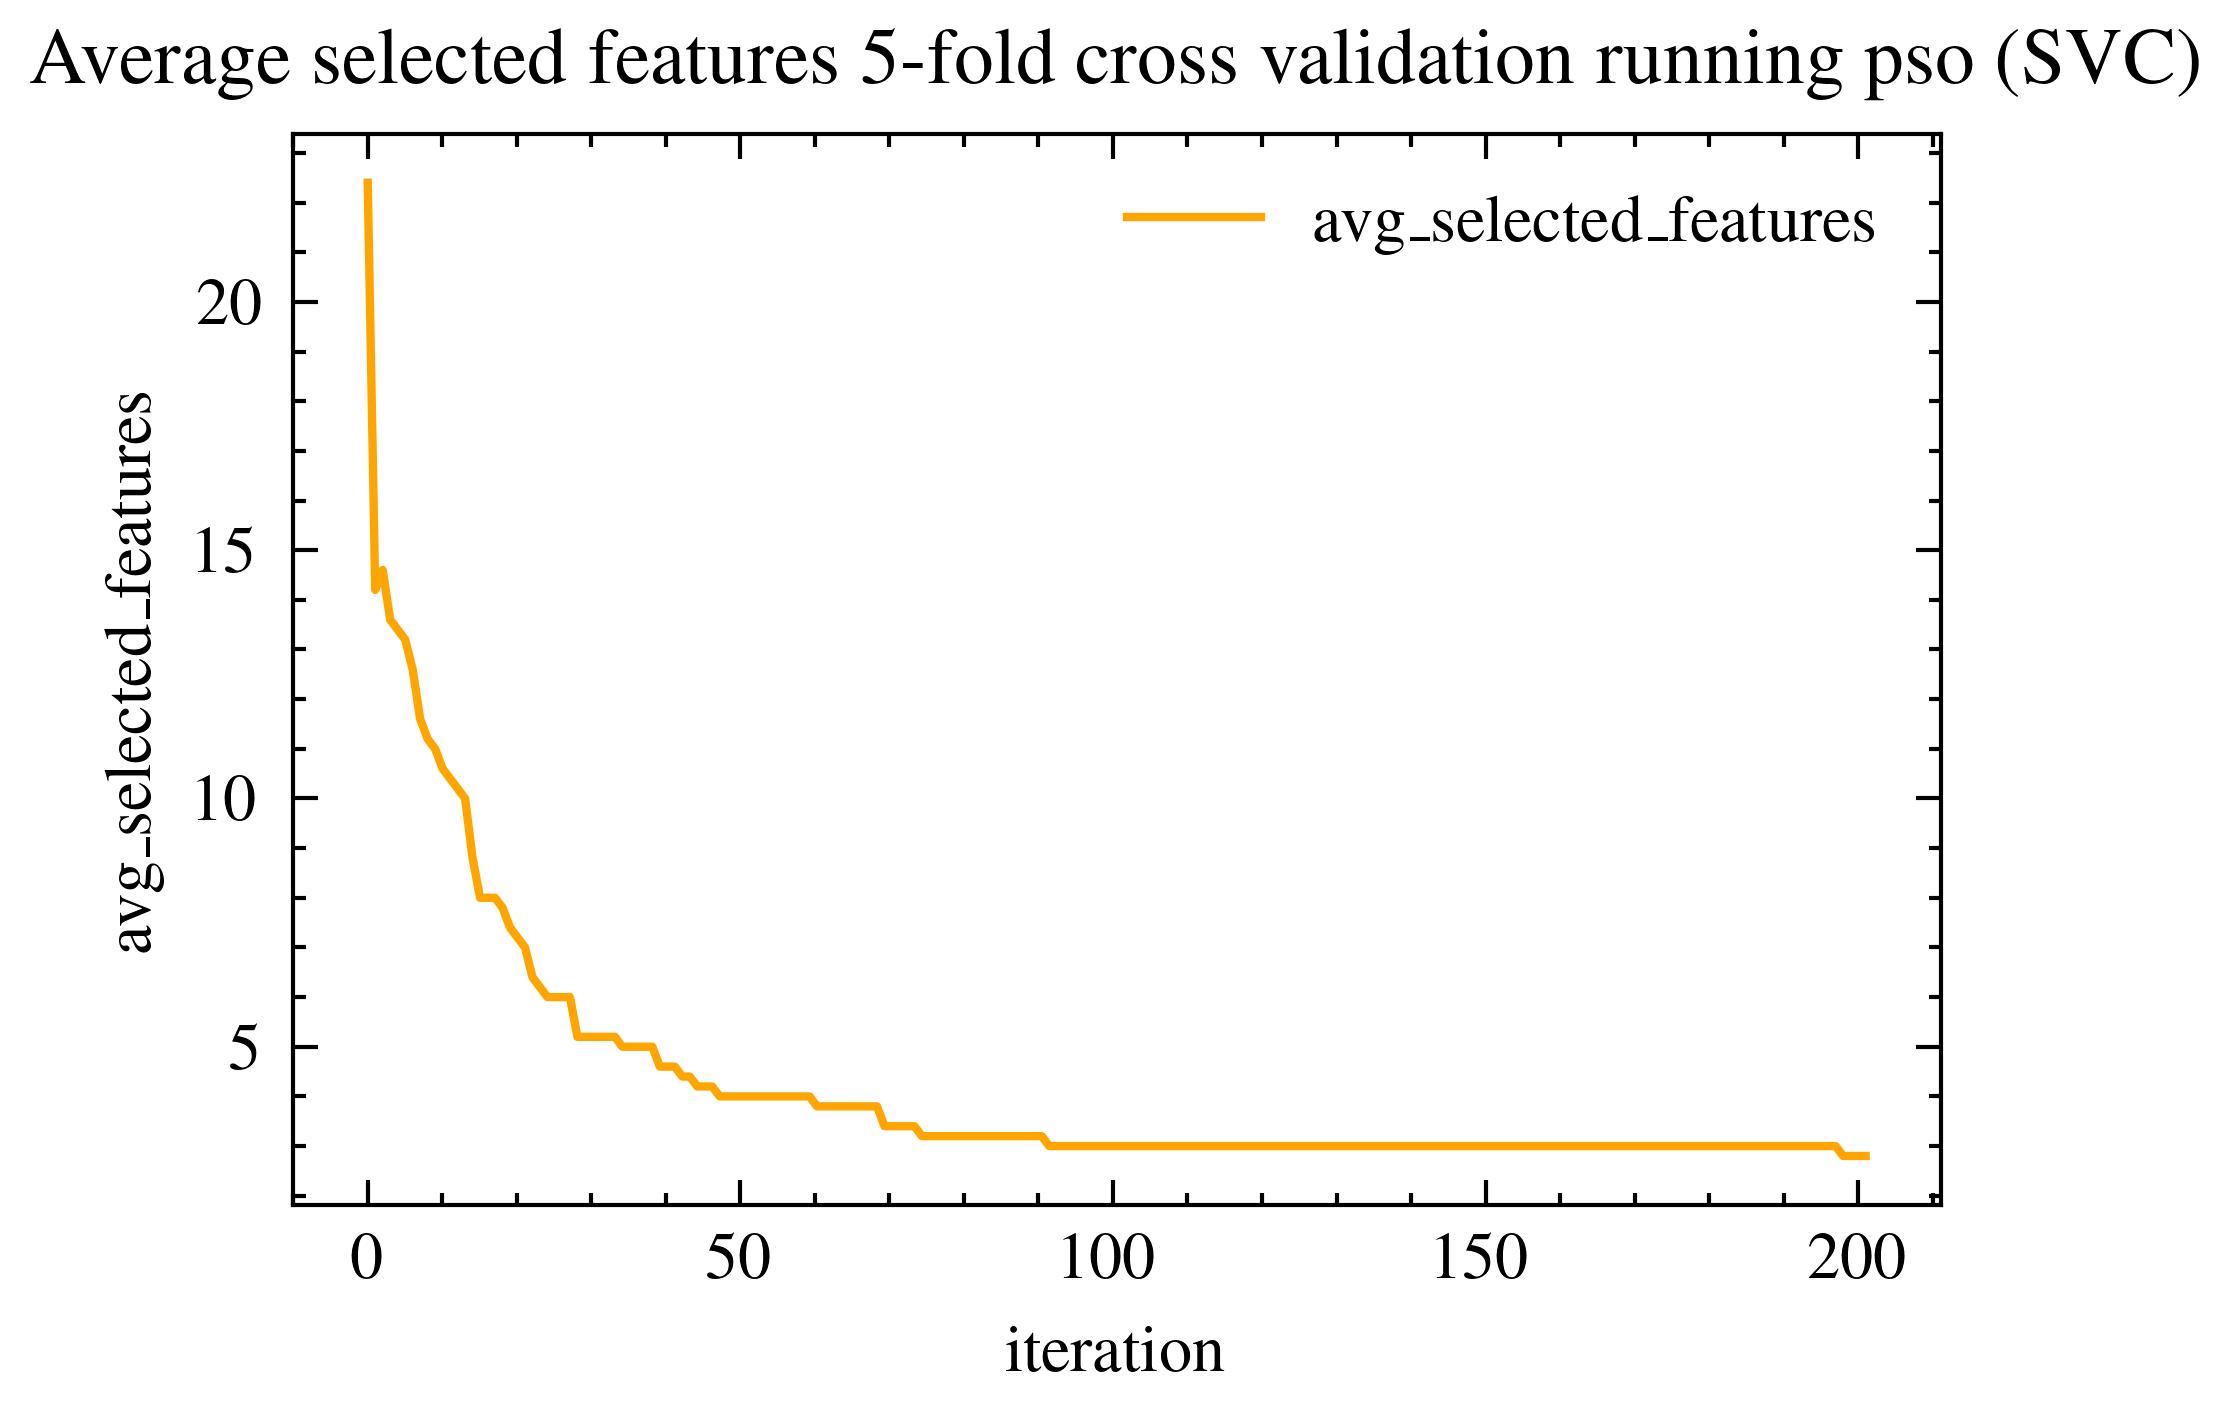 Average selected features 5-fold cross validation running pso (SVC)
avg_selected_features
20
15
10
5
avg_selected_features
0 50 100 150 200
iteration